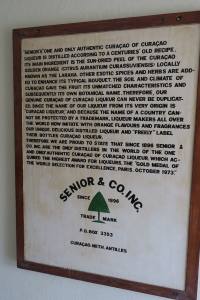 "SENIOR'S" ONE AND ONLY AUTHENTIC CURAÇAO OF CURAÇAO
LIQUEUR IS DISTILLED ACCORDING TO A CENTURIES' OLD RECIPE.
ITS MAIN INGREDIENT IS THE SUN-DRIED PEEL OF THE CURAÇAO
GOLDEN ORANGE (CITRUS AURANTIUM CURASSUVIENSIS) LOCALLY
KNOWN AS THE LARAHA. OTHER EXOTIC SPICES AND HERBS ARE ADD-
ED TO ENHANCE ITS TYPICAL BOUQUET. THE SOIL AND CLIMATE OF
CURAÇAO GAVE THE FRUIT ITS UNMATCHED CHARACTERISTICS AND
SUBSEQUENTLY ITS OWN BOTANICAL NAME. THEREFORE, OUR
GENUINE CURAÇAO OF CURAÇAO LIQUEUR CAN NEVER BE DUPLICAT-
ED. SINCE THE NAME OF OUR LIQUEUR FROM ITS VERY ORIGIN IS
CURAÇAO LIQUEUR AND SINCE THE NAME OF A COUNTRY CAN-
NOT BE PROTECTED BY A TRADEMARK, LIQUEUR MAKERS ALL OVER
THE WORLD NOW IMITATE WITH ORANGE FLAVOURS AND FRAGRANCES
OUR UNIQUE, DELICIOUS DISTILLED LIQUEUR AND "FREELY" LABEL
THEIR BOTTLES CURAÇAO LIQUEUR.
THEREFORE WE ARE PROUD TO STATE THAT SINCE 1896 SENIOR &
CO. INC. ARE THE ONLY DISTILLERS IN THE WORLD OF THE ONE
AND ONLY AUTHENTIC CURAÇAO OF CURAÇAO LIQUEUR, WHICH AC-
QUIRED THE HIGHEST AWARD FOR LIQUEURS, THE "GOLD MEDAL OF
THE WORLD SELECTION FOR EXCELLENCE, PARIS, OCTOBER 1973."
SENIOR & CO. INC.
SINCE 1896
TRADE MARK
P.O. BOX 2353
CURAÇAO, NETH. ANTILLES